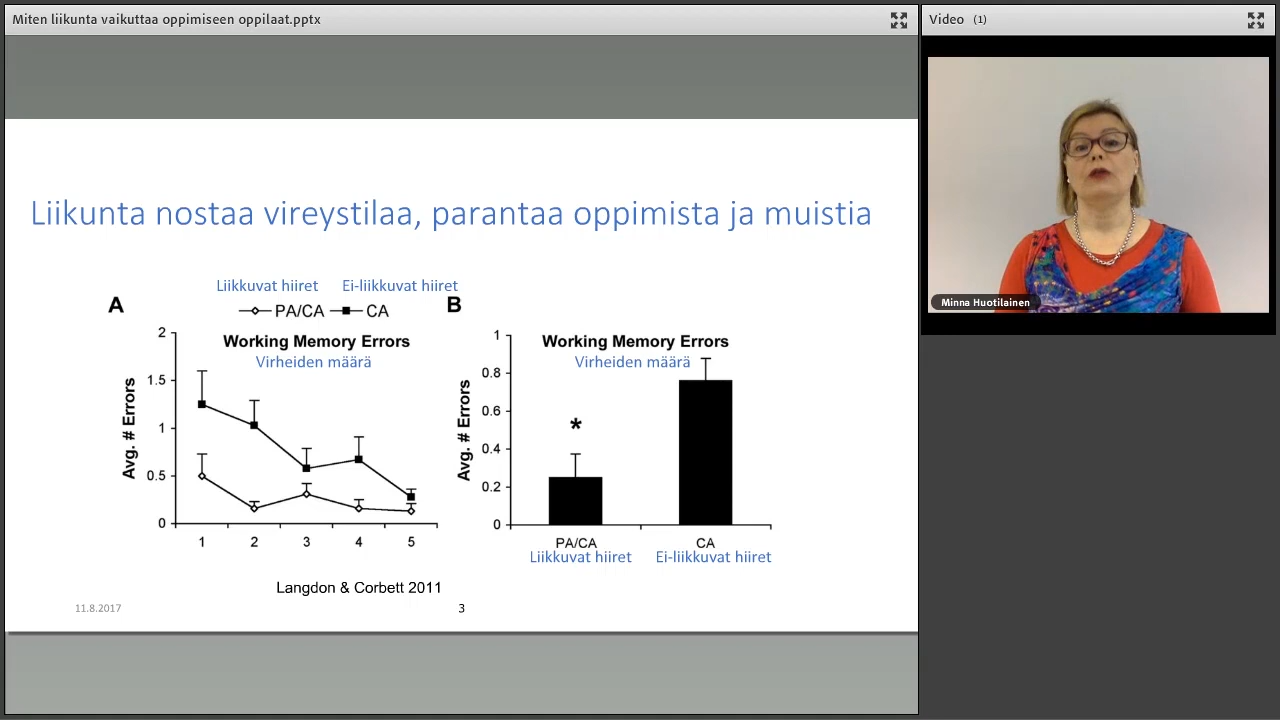 Miten liikunta vaikuttaa oppimiseen oppilaat.pptx
Video (1)
Minna Huotilainen
Liikunta nostaa vireystilaa, parantaa oppimista ja muistia
Liikkuvat hiiret Ei-liikkuvat hiiret
A
PA/CA CA
Working Memory Errors
Virheiden määrä
Avg. # Errors
2
1.5
1
0.5
0
1 2 3 4 5
B
Working Memory Errors
Virheiden määrä
Avg. # Errors
1
0.8
0.6
0.4
0.2
0
*
PA/CA CA
Liikkuvat hiiret Ei-liikkuvat hiiret
Langdon & Corbett 2011
11.8.2017 3